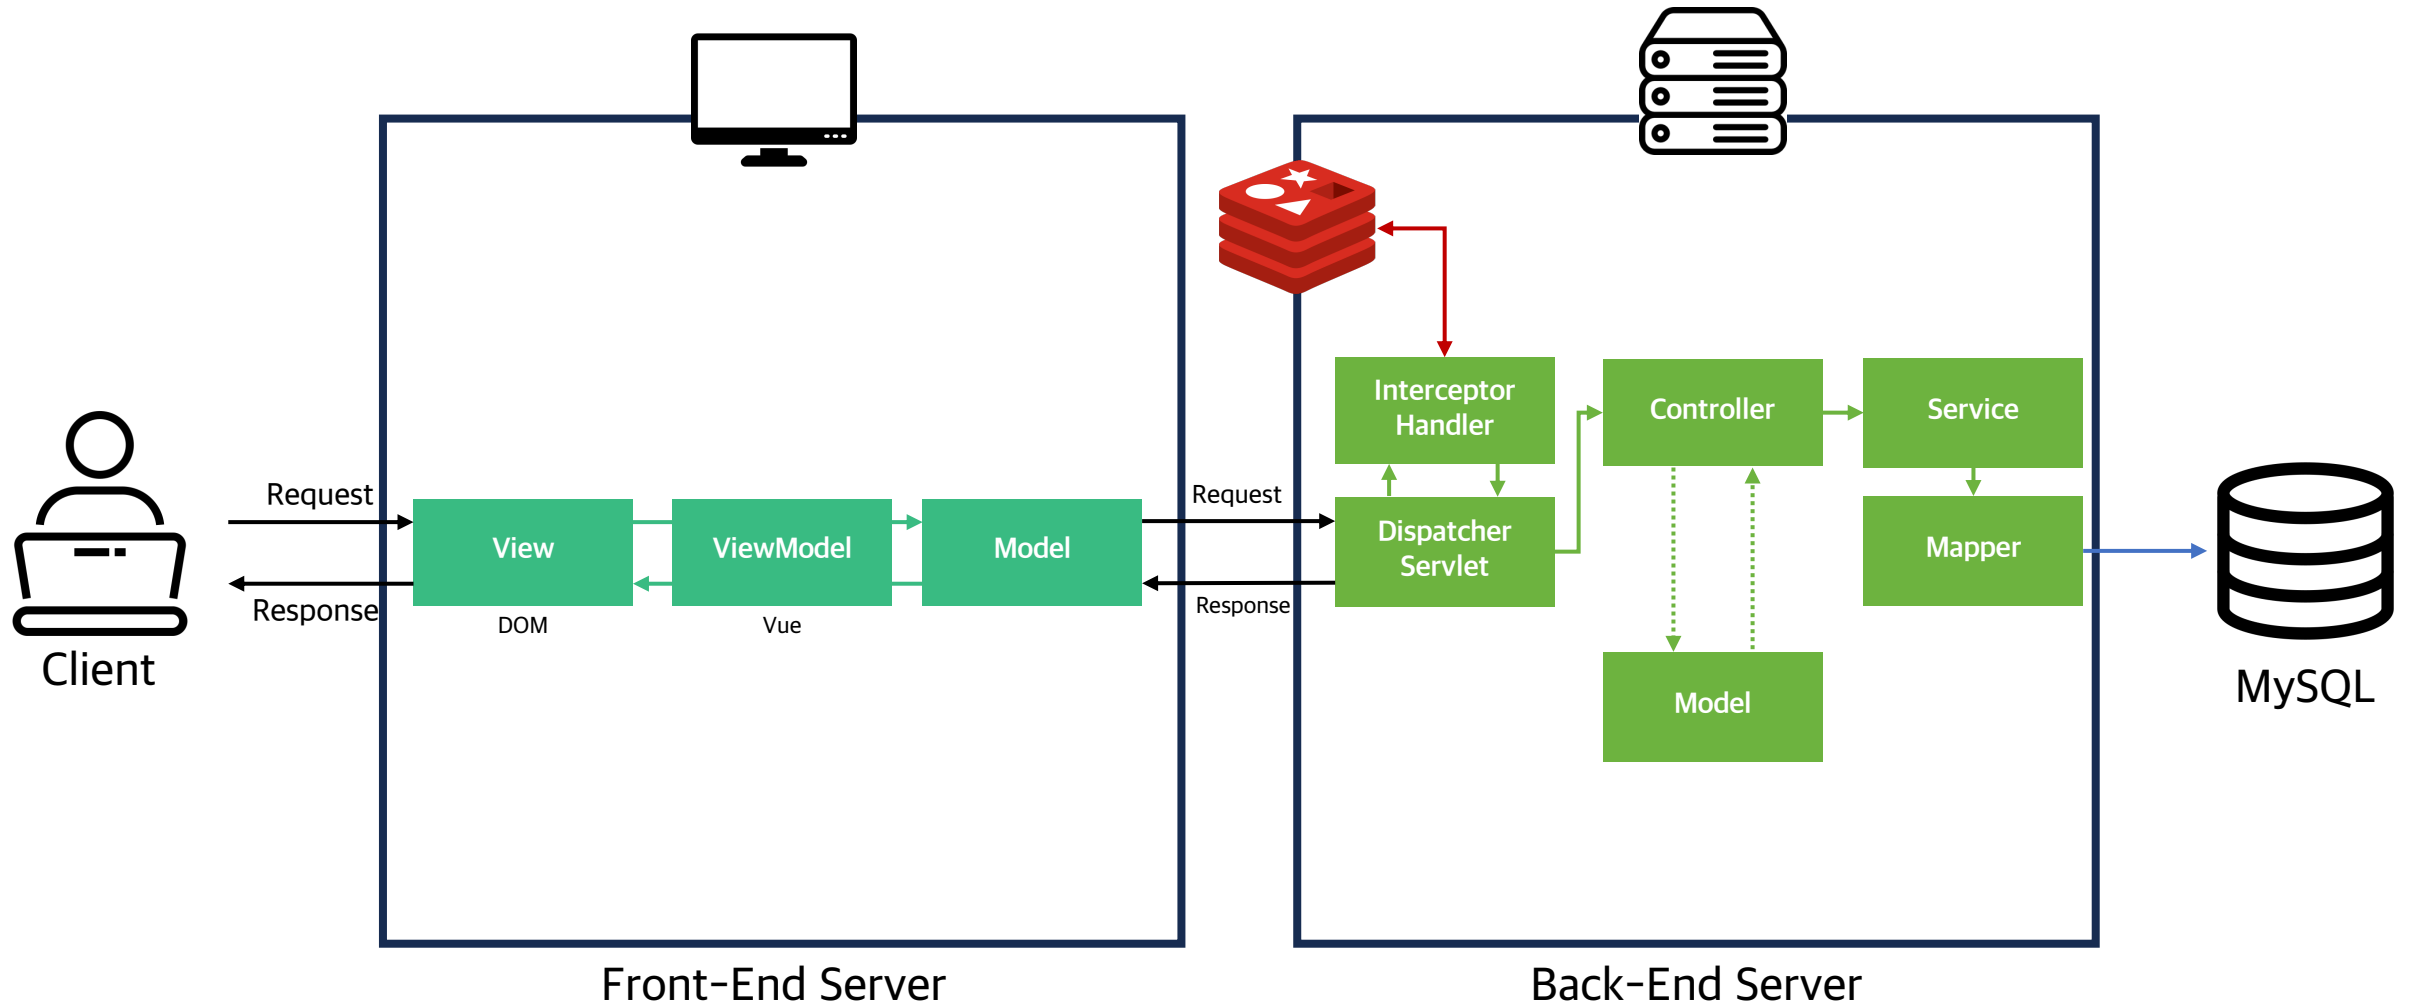 Client
Request
Response
View
DOM
ViewModel
Vue
Model
Front-End Server
Request
Response
Interceptor
Handler
Dispatcher
Servlet
Controller
Service
Mapper
Model
Back-End Server
MySQL